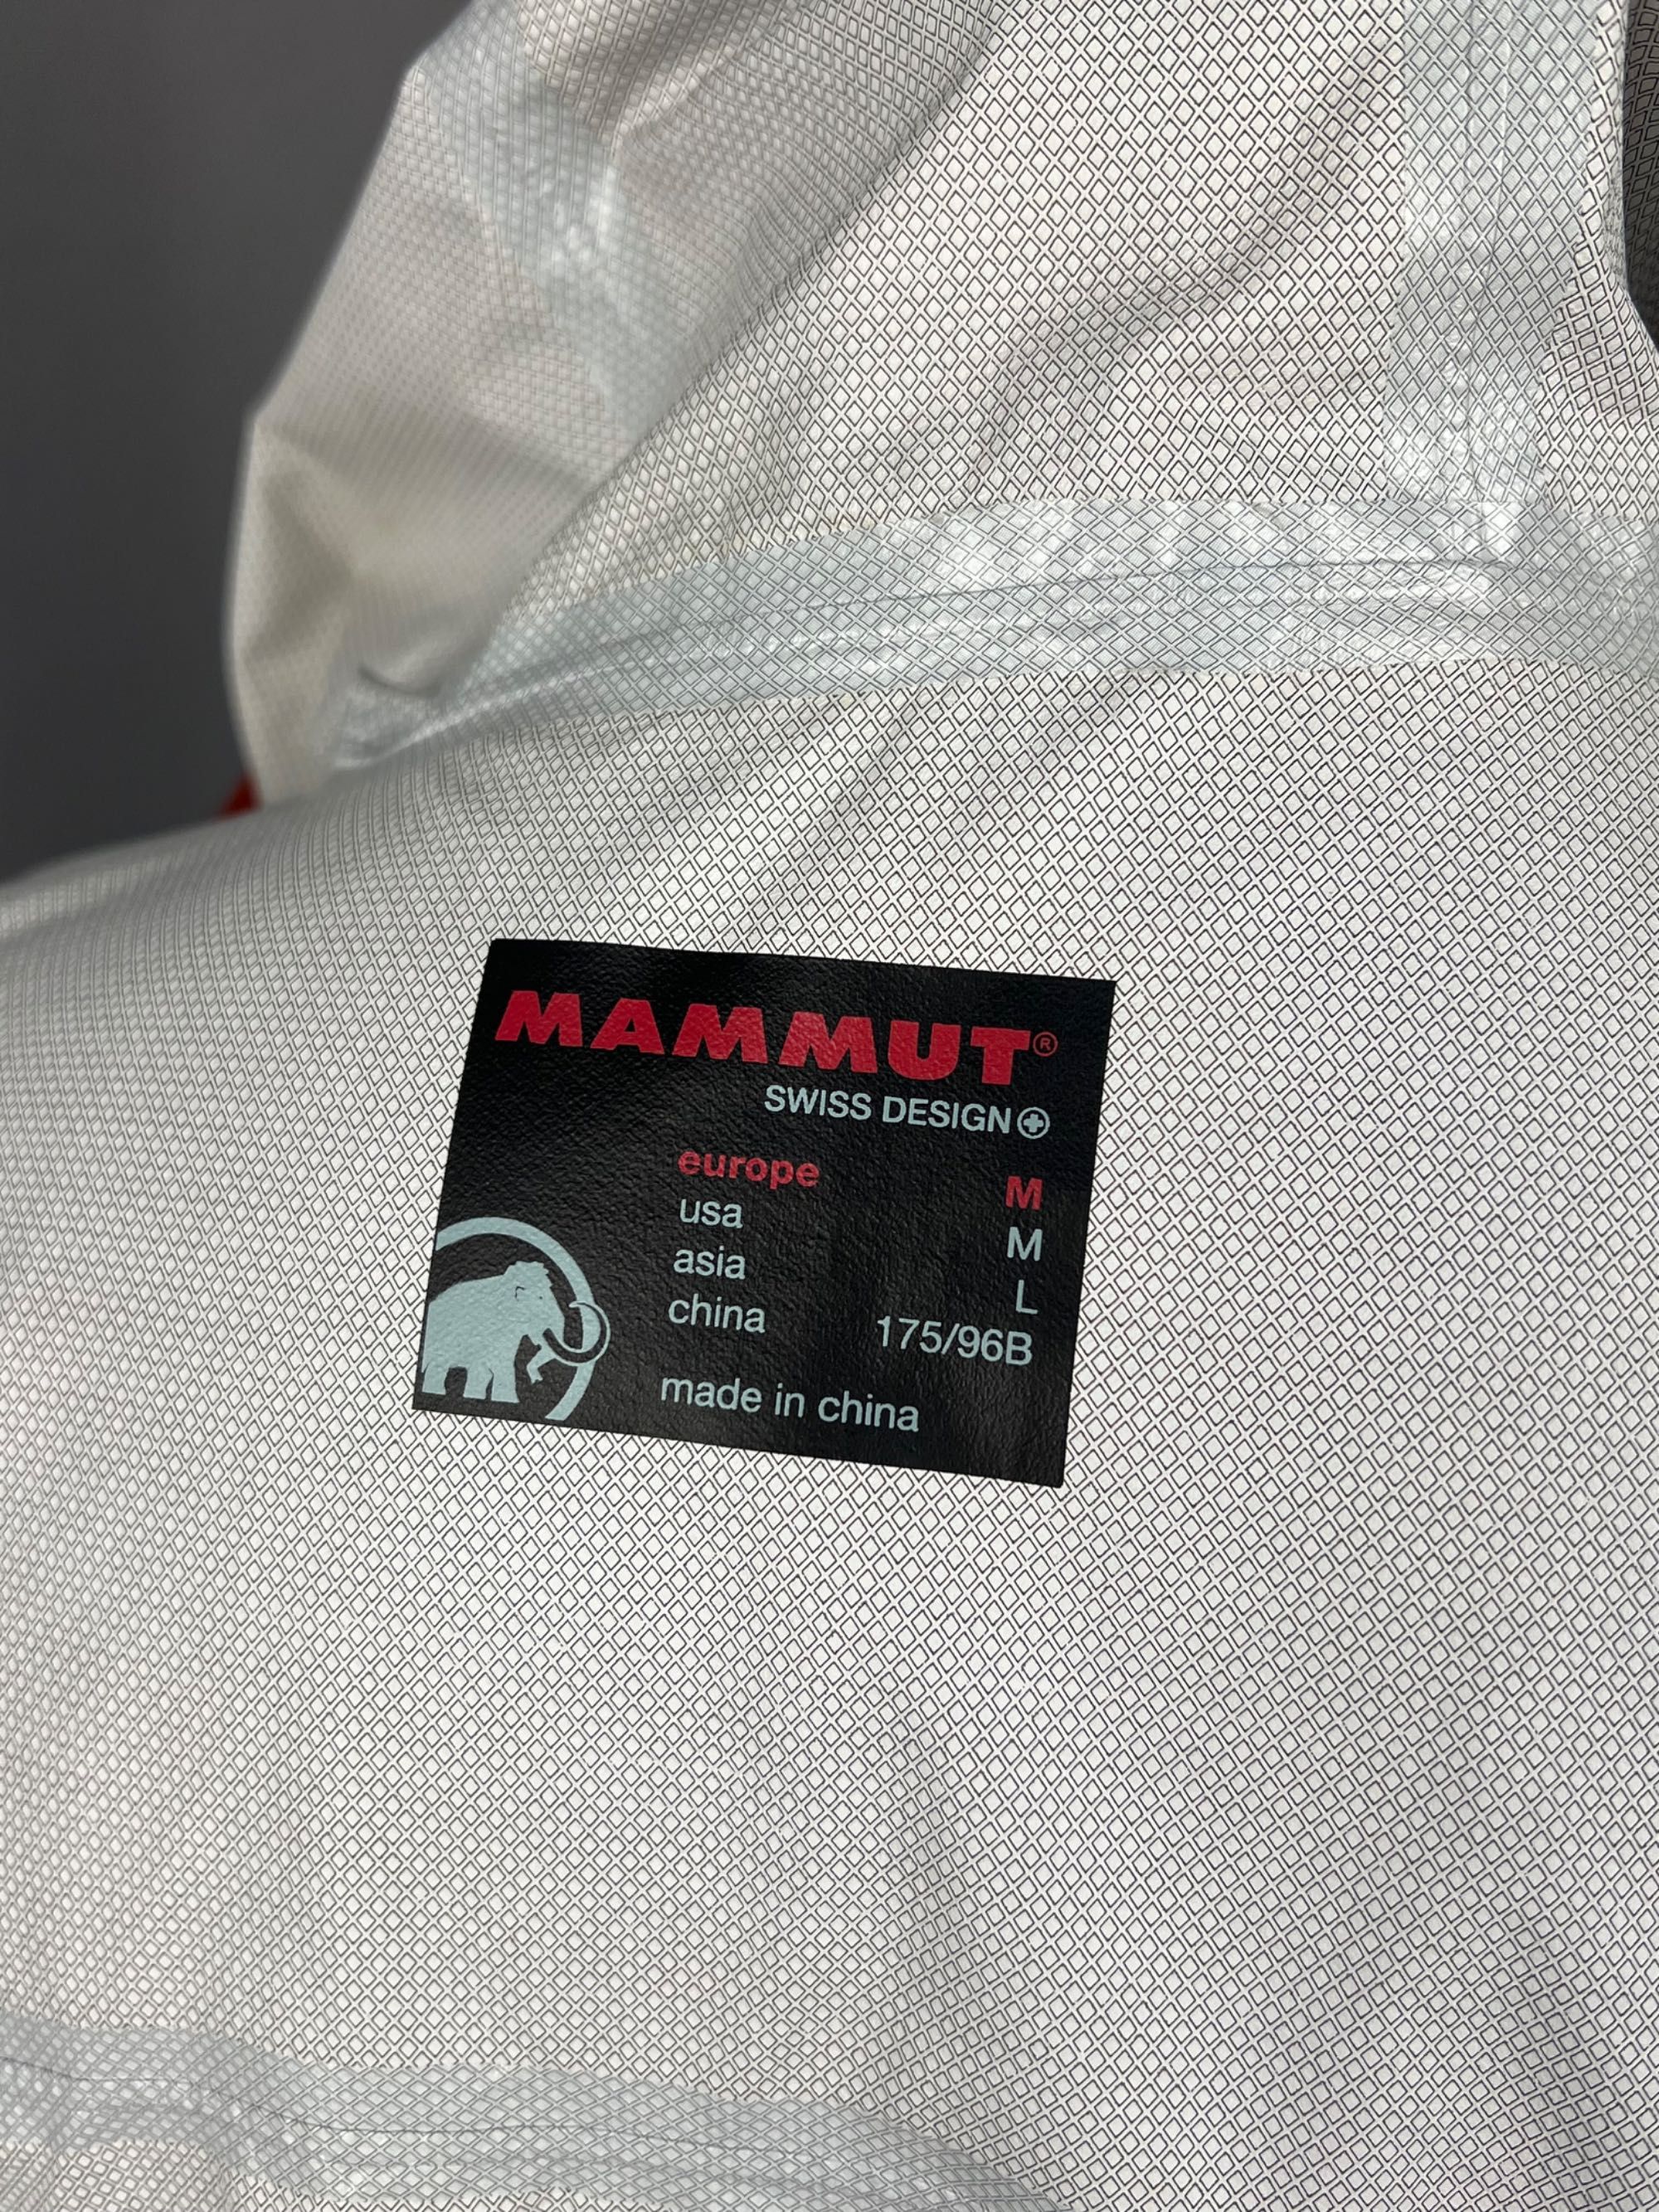 MAMMUT®
SWISS DESIGN
europe M
usa M
asia L
china 175/96B
made in china